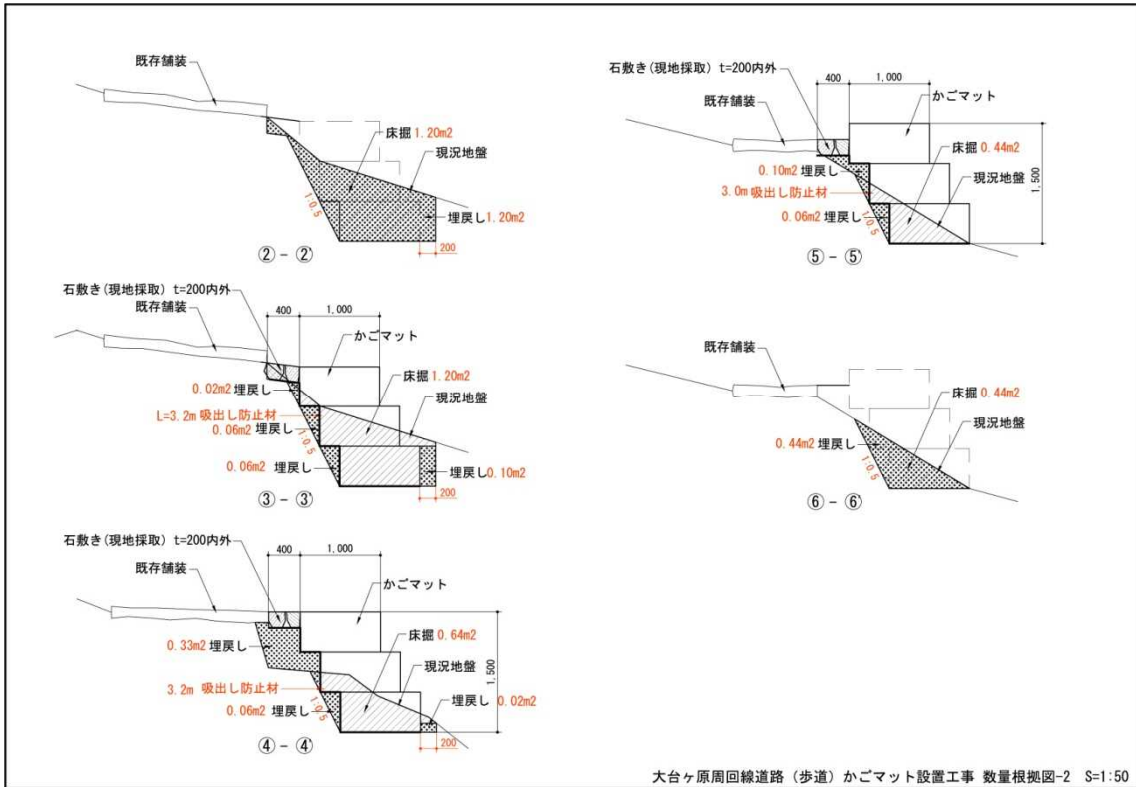 既存舗装
床掘 1.20m2
現況地盤
1:0.5
埋戻し 1.20m2
200
② - ②'
石敷き(現地採取) t=200内外
400
1,000
既存舗装
かごマット
0.02m2 埋戻し
床掘 1.20m2
現況地盤
L=3.2m 吸出し防止材
0.06m2 埋戻し
1:0.5
0.06m2 埋戻し
埋戻し 0.10m2
200
③ - ③'
石敷き(現地採取) t=200内外
400
1,000
既存舗装
かごマット
0.33m2 埋戻し
床掘 0.64m2
現況地盤
1,500
3.2m 吸出し防止材
0.06m2 埋戻し
1:0.5
埋戻し 0.02m2
200
④ - ④'
石敷き(現地採取) t=200内外
400
1,000
既存舗装
かごマット
床掘 0.44m2
0.10m2 埋戻し
現況地盤
3.0m 吸出し防止材
0.06m2 埋戻し
1:0.5
1,500
⑤ - ⑤'
既存舗装
床掘 0.44m2
現況地盤
0.44m2 埋戻し
1:0.5
⑥ - ⑥'
大台ヶ原周回線道路（歩道）かごマット設置工事 数量根拠図-2 S=1:50